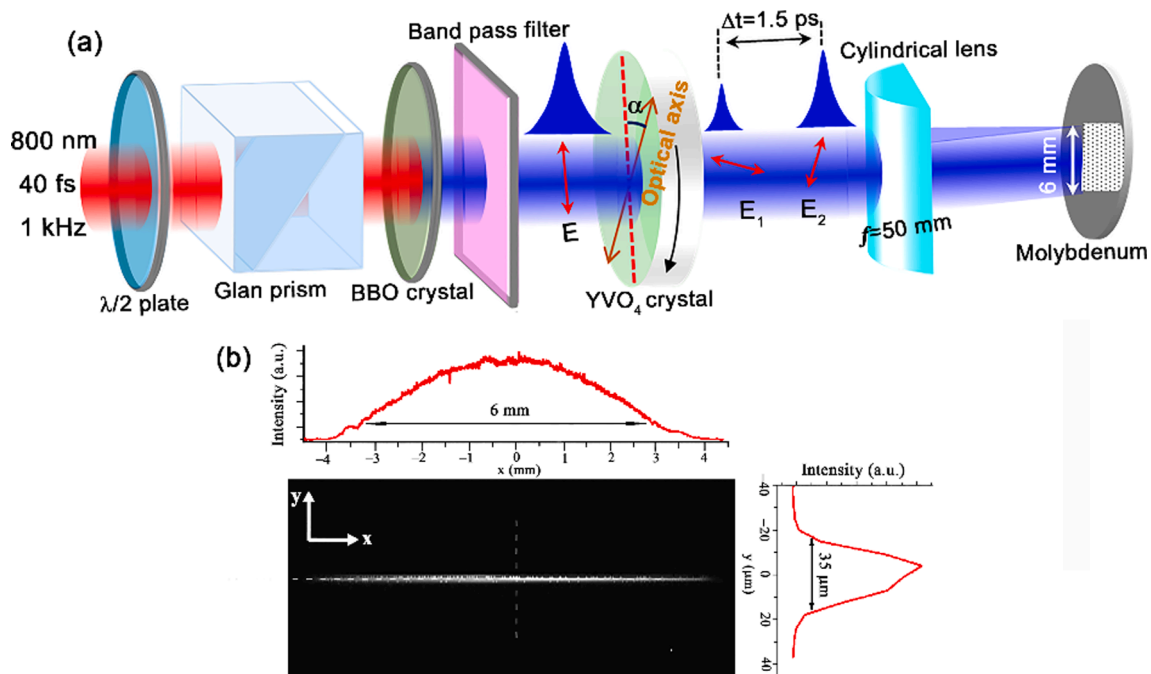 (a)
800 nm
40 fs
1 kHz
λ/2 plate
Glan prism
BBO crystal
Band pass filter
E
α
Optical axis
YVO₄ crystal
Δt=1.5 ps
E₁
E₂
Cylindrical lens
f=50 mm
6 mm
Molybdenum
(b)
Intensity (a.u.)
6 mm
−4 −3 −2 −1 0 1 2 3 4
x (mm)
y
x
Intensity (a.u.)
40
-20
0
20
40
y (μm)
35 μm